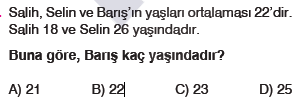 Salih, Selin ve Barış'ın yaşları ortalaması 22'dir.
Salih 18 ve Selin 26 yaşındadır.
Buna göre, Barış kaç yaşındadır?
A) 21 B) 22 C) 23 D) 25